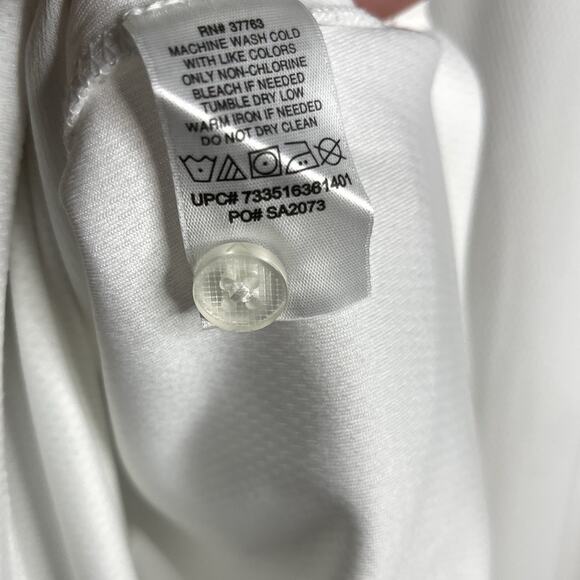 RN# 37763
MACHINE WASH COLD
WITH LIKE COLORS
ONLY NON-CHLORINE
BLEACH IF NEEDED
TUMBLE DRY LOW
WARM IRON IF NEEDED
DO NOT DRY CLEAN
UPC# 733516361401
PO# SA2073